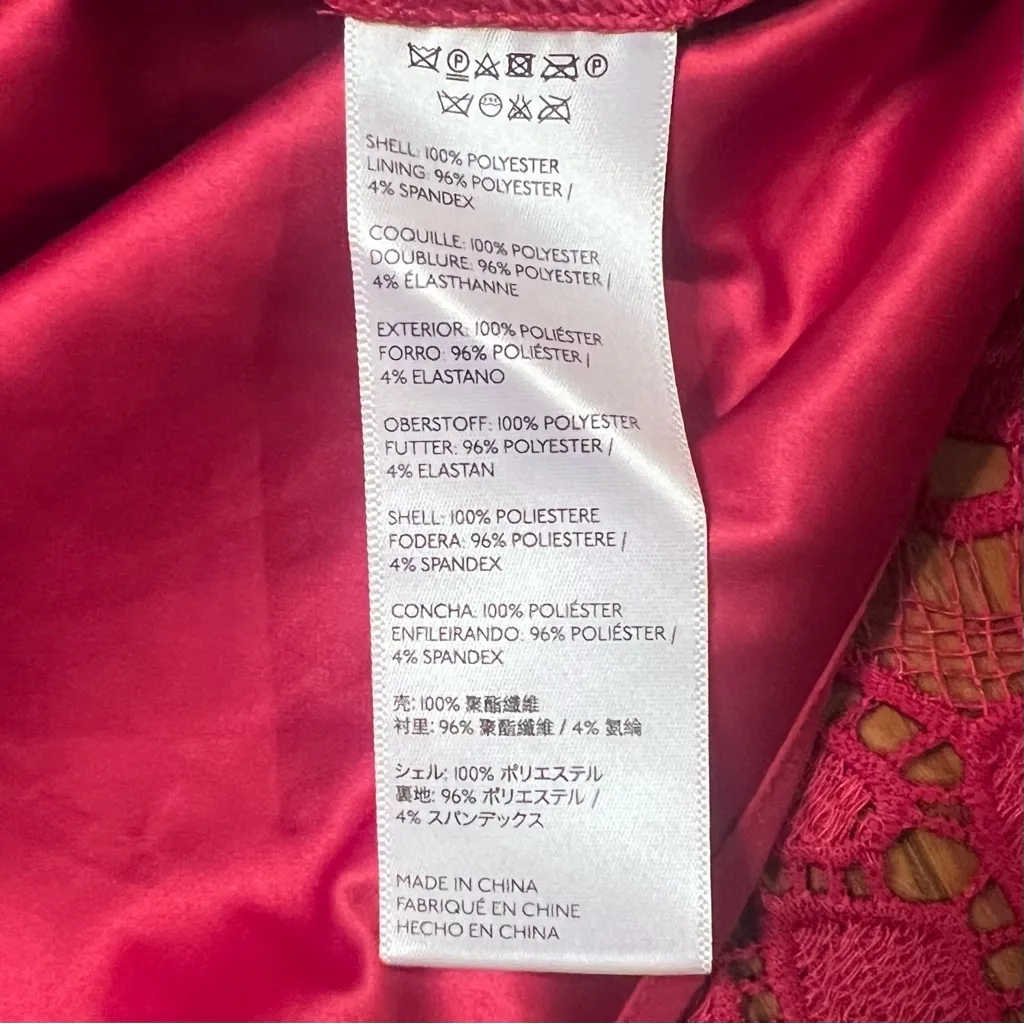 SHELL: 100% POLYESTER
LINING: 96% POLYESTER /
4% SPANDEX
COQUILLE: 100% POLYESTER
DOUBLURE: 96% POLYESTER /
4% ÉLASTHANNE
EXTERIOR: 100% POLIÉSTER
FORRO: 96% POLIÉSTER /
4% ELASTANO
OBERSTOFF: 100% POLYESTER
FUTTER: 96% POLYESTER /
4% ELASTAN
SHELL: 100% POLIESTERE
FODERA: 96% POLIESTERE /
4% SPANDEX
CONCHA: 100% POLIÉSTER
ENFILEIRANDO: 96% POLIÉSTER /
4% SPANDEX
壳: 100% 聚酯纖維
衬里: 96% 聚酯纖維 / 4% 氨綸
シェル: 100% ポリエステル
裏地: 96% ポリエステル /
4% スパンデックス
MADE IN CHINA
FABRIQUÉ EN CHINE
HECHO EN CHINA